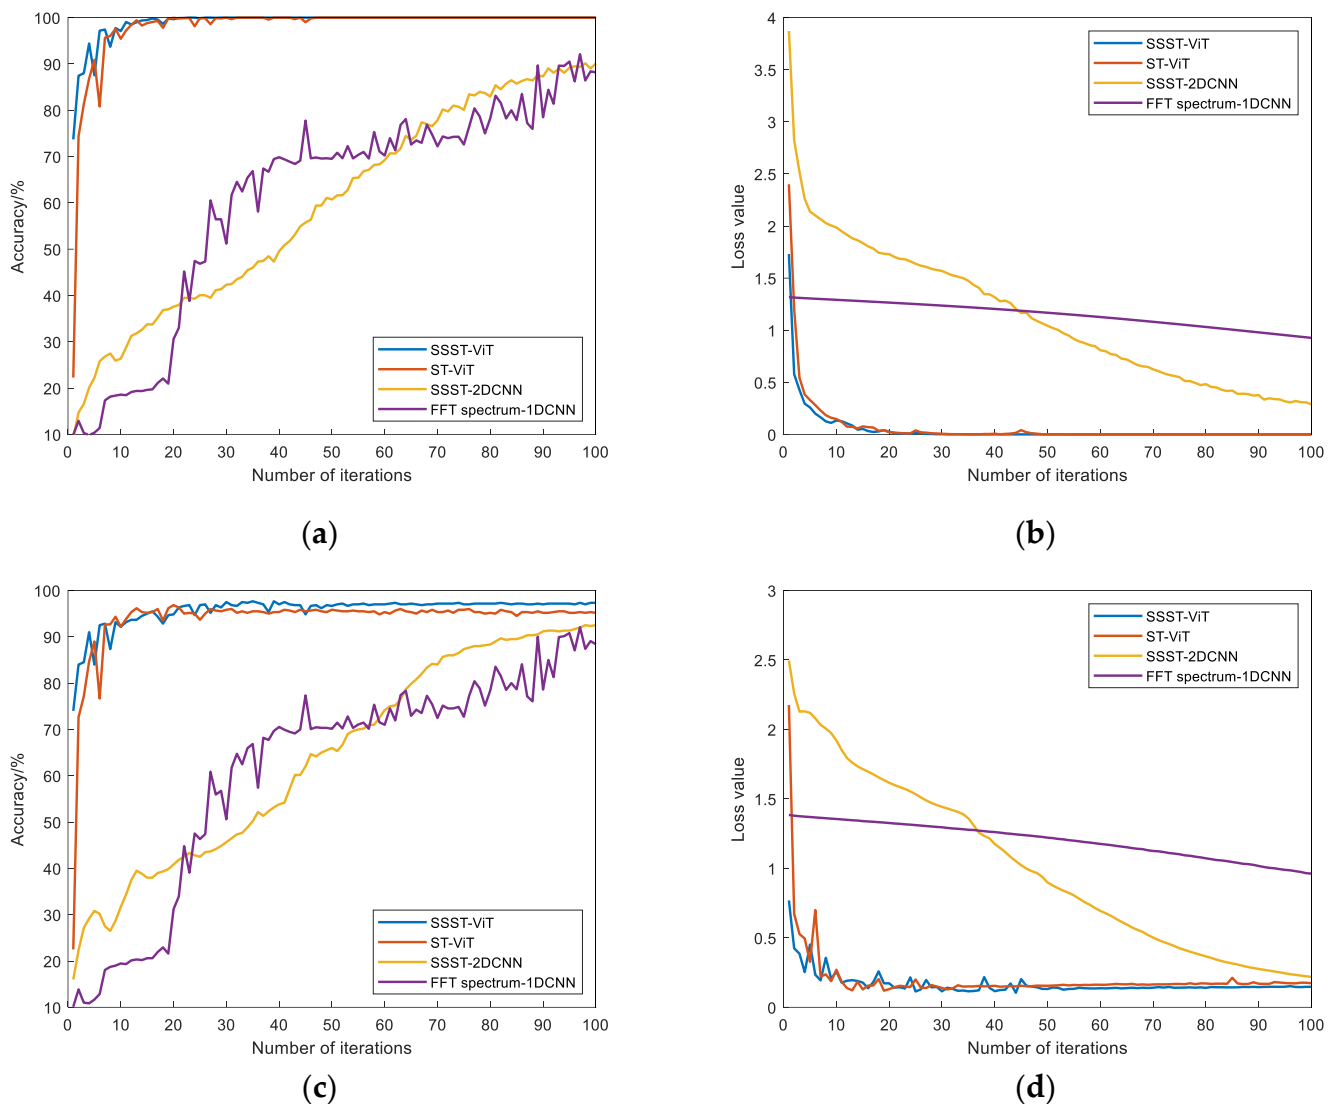 100
90
80
70
60
50
40
30
20
10
0 10 20 30 40 50 60 70 80 90 100
Accuracy/%
Number of iterations
SSST-ViT
ST-ViT
SSST-2DCNN
FFT spectrum-1DCNN
(a)
4
3.5
3
2.5
2
1.5
1
0.5
0
0 10 20 30 40 50 60 70 80 90 100
Loss value
Number of iterations
SSST-ViT
ST-ViT
SSST-2DCNN
FFT spectrum-1DCNN
(b)
100
90
80
70
60
50
40
30
20
10
0 10 20 30 40 50 60 70 80 90 100
Accuracy/%
Number of iterations
SSST-ViT
ST-ViT
SSST-2DCNN
FFT spectrum-1DCNN
(c)
3
2.5
2
1.5
1
0.5
0
0 10 20 30 40 50 60 70 80 90 100
Loss value
Number of iterations
SSST-ViT
ST-ViT
SSST-2DCNN
FFT spectrum-1DCNN
(d)